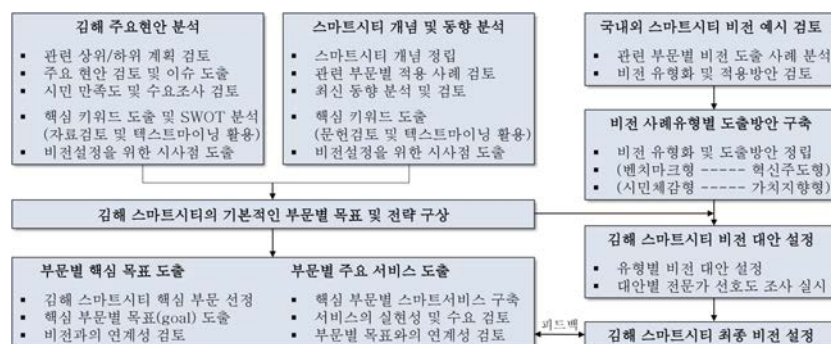 김해 주요현안 분석
▪ 관련 상위/하위 계획 검토
▪ 주요 현안 검토 및 이슈 도출
▪ 시민 만족도 및 수요조사 검토
▪ 핵심 키워드 도출 및 SWOT 분석
(자료검토 및 텍스트마이닝 활용)
▪ 비전설정을 위한 시사점 도출
스마트시티 개념 및 동향 분석
▪ 스마트시티 개념 정립
▪ 관련 부문별 적용 사례 검토
▪ 최신 동향 분석 및 검토
▪ 핵심 키워드 도출
(문헌검토 및 텍스트마이닝 활용)
▪ 비전설정을 위한 시사점 도출
국내외 스마트시티 비전 예시 검토
▪ 관련 부문별 비전 도출 사례 분석
▪ 비전 유형화 및 적용방안 검토
비전 사례유형별 도출방안 구축
▪ 비전 유형화 및 도출방안 정립
▪ (벤치마크형 ----- 혁신주도형)
▪ (시민체감형 ----- 가치지향형)
김해 스마트시티의 기본적인 부문별 목표 및 전략 구상
김해 스마트시티 비전 대안 설정
▪ 유형별 비전 대안 설정
▪ 대안별 전문가 선호도 조사 실시
부문별 핵심 목표 도출
▪ 김해 스마트시티 핵심 부문 선정
▪ 핵심 부문별 목표(goal) 도출
▪ 비전과의 연계성 검토
부문별 주요 서비스 도출
▪ 핵심 부문별 스마트서비스 구축
▪ 서비스의 실현성 및 수요 검토
▪ 부문별 목표와의 연계성 검토
피드백
김해 스마트시티 최종 비전 설정